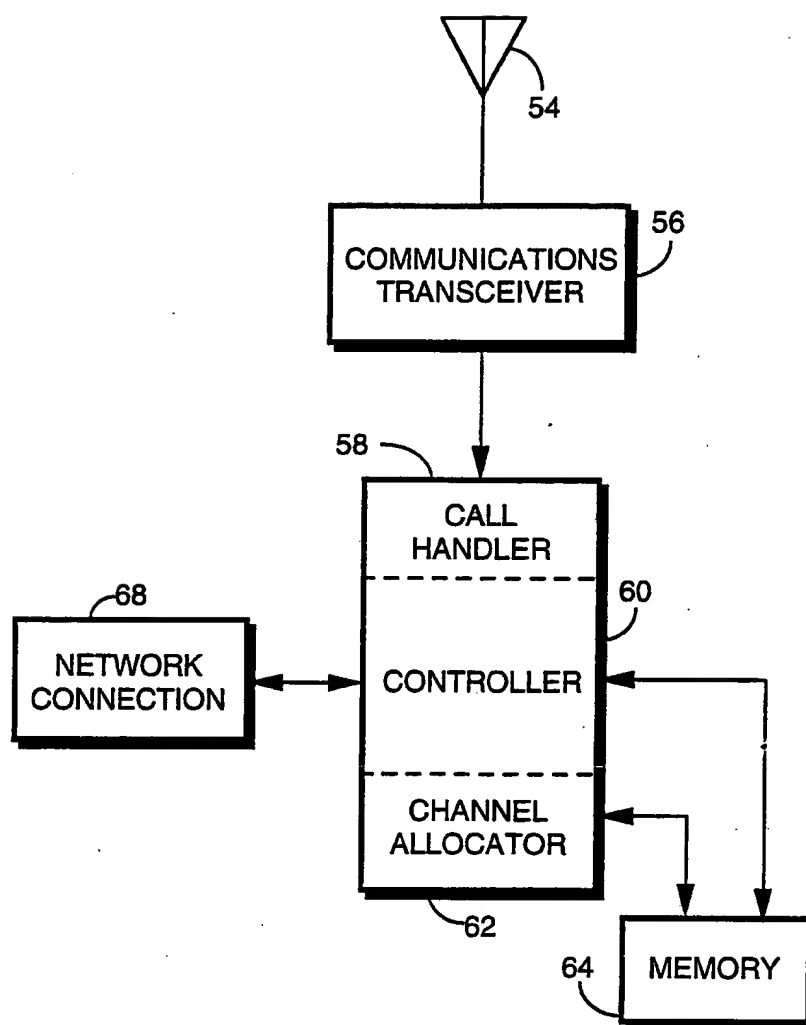 54
56
COMMUNICATIONS
TRANSCEIVER
58
CALL
HANDLER
68
60
NETWORK
CONNECTION
CONTROLLER
CHANNEL
ALLOCATOR
62
64
MEMORY